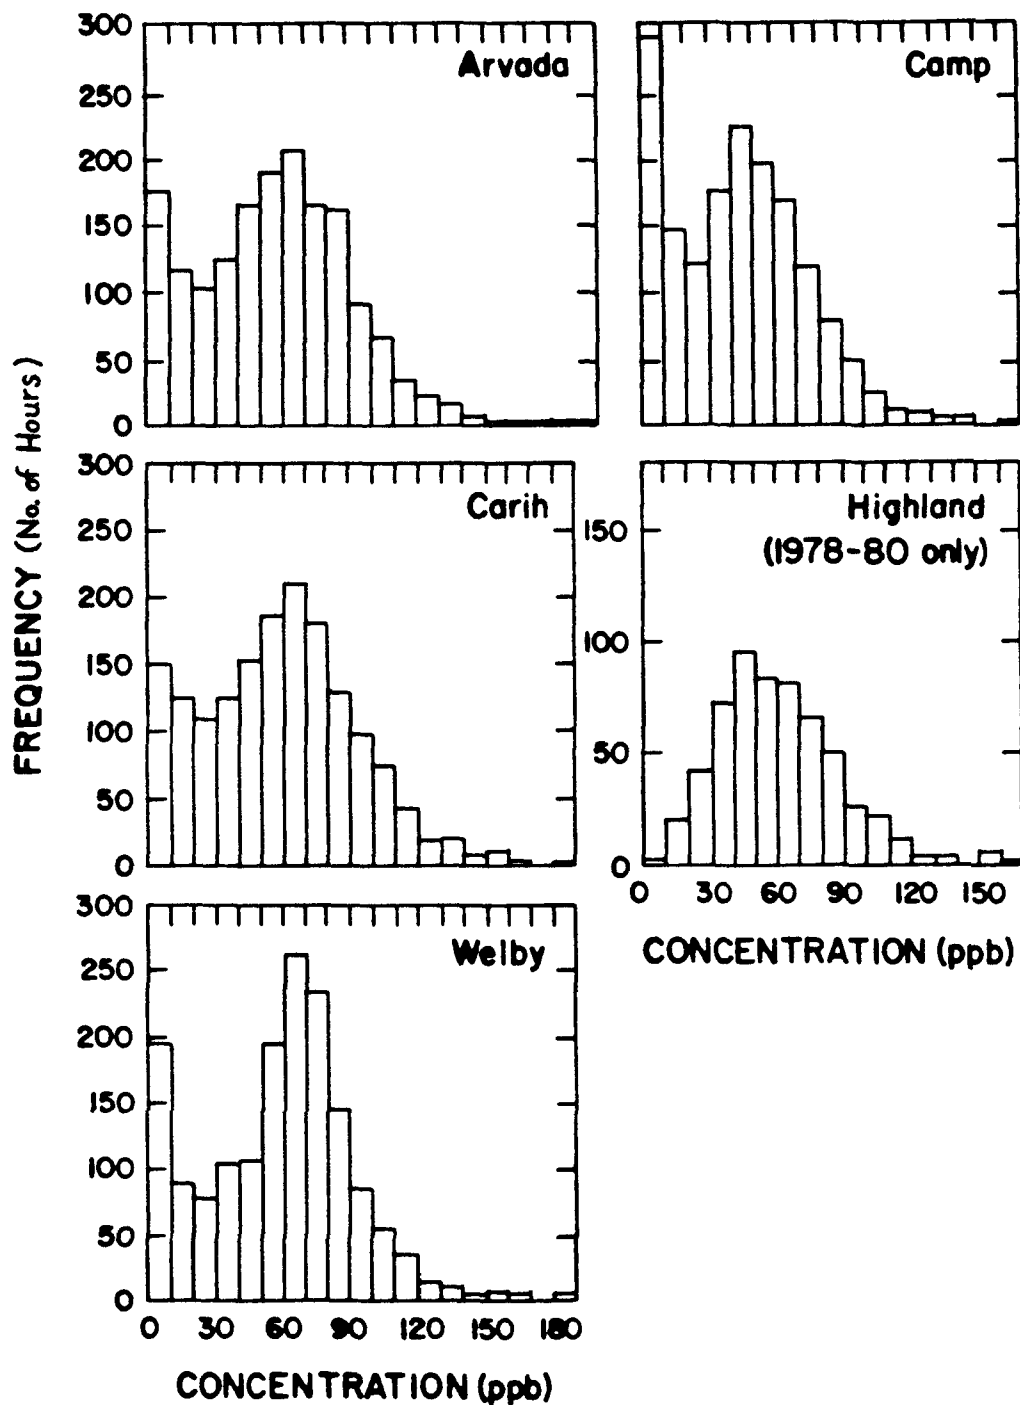 FREQUENCY (No. of Hours)
Arvada
300
250
200
150
100
50
0
Camp
Carih
300
250
200
150
100
50
0
Highland
(1978-80 only)
150
100
50
0
0 30 60 90 120 150
CONCENTRATION (ppb)
Welby
300
250
200
150
100
50
0
0 30 60 90 120 150 180
CONCENTRATION (ppb)